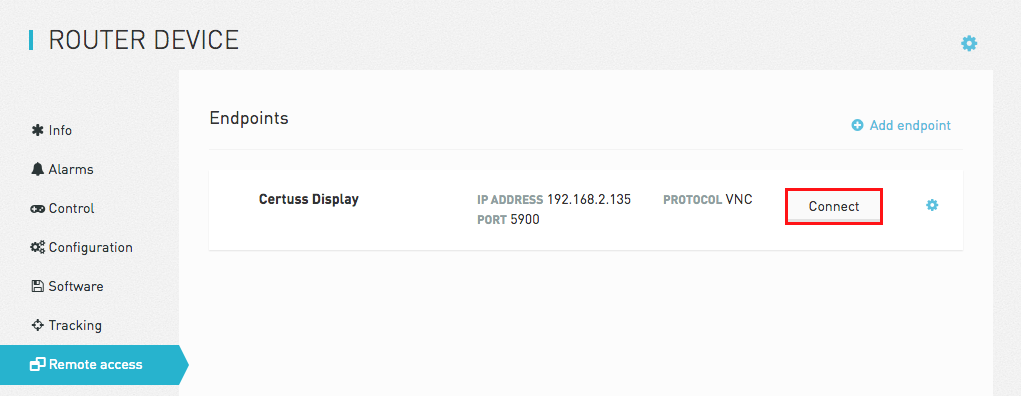 ROUTER DEVICE
Info
Alarms
Control
Configuration
Software
Tracking
Remote access
Endpoints
Add endpoint
Certuss Display
IP ADDRESS 192.168.2.135
PORT 5900
PROTOCOL VNC
Connect